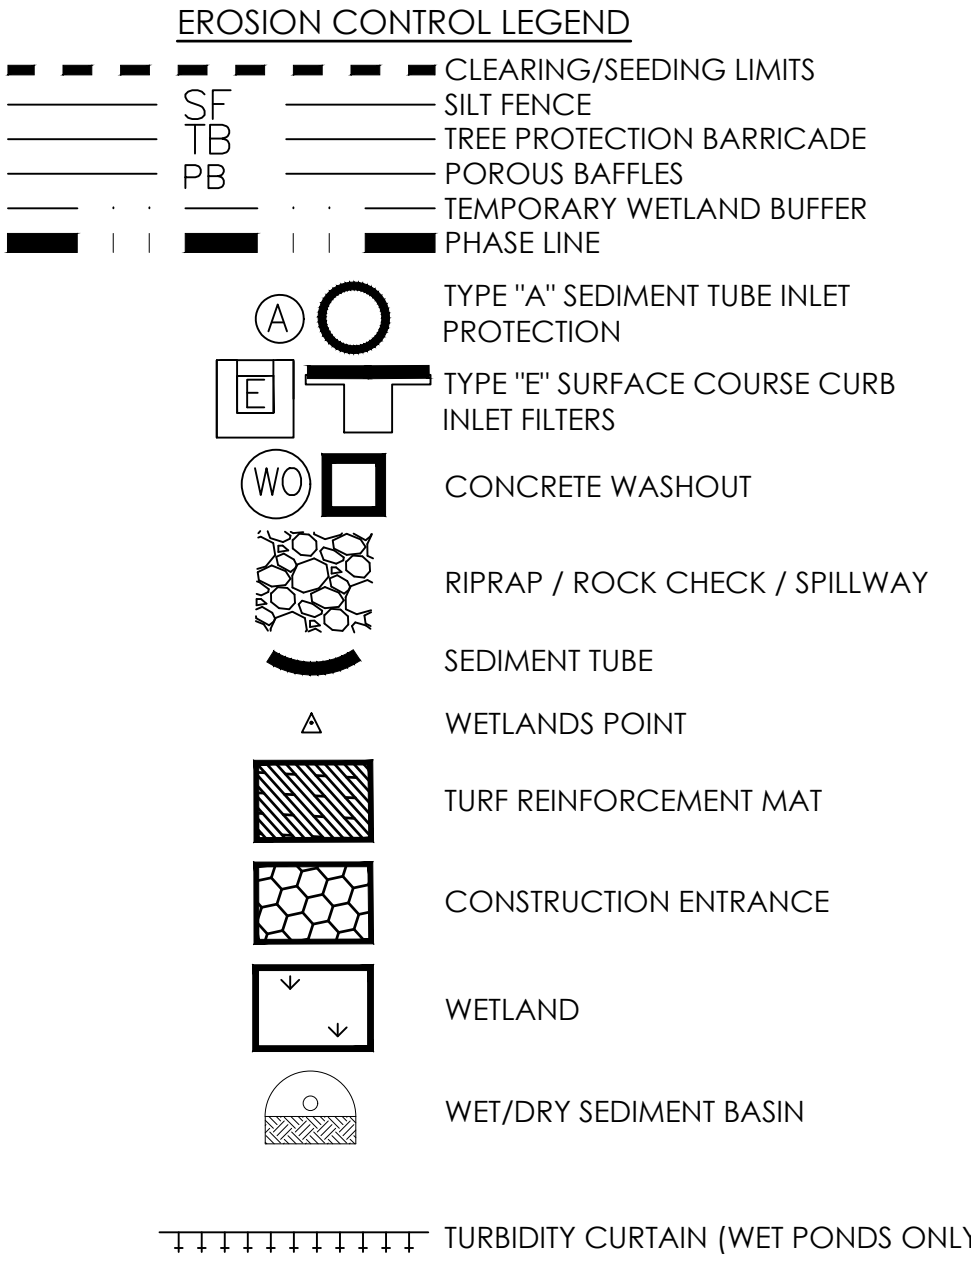 EROSION CONTROL LEGEND
CLEARING/SEEDING LIMITS
SF SILT FENCE
TB TREE PROTECTION BARRICADE
PB POROUS BAFFLES
TEMPORARY WETLAND BUFFER
PHASE LINE
A TYPE "A" SEDIMENT TUBE INLET
PROTECTION
E TYPE "E" SURFACE COURSE CURB
INLET FILTERS
WO CONCRETE WASHOUT
RIPRAP / ROCK CHECK / SPILLWAY
SEDIMENT TUBE
WETLANDS POINT
TURF REINFORCEMENT MAT
CONSTRUCTION ENTRANCE
WETLAND
WET/DRY SEDIMENT BASIN
TURBIDITY CURTAIN (WET PONDS ONLY